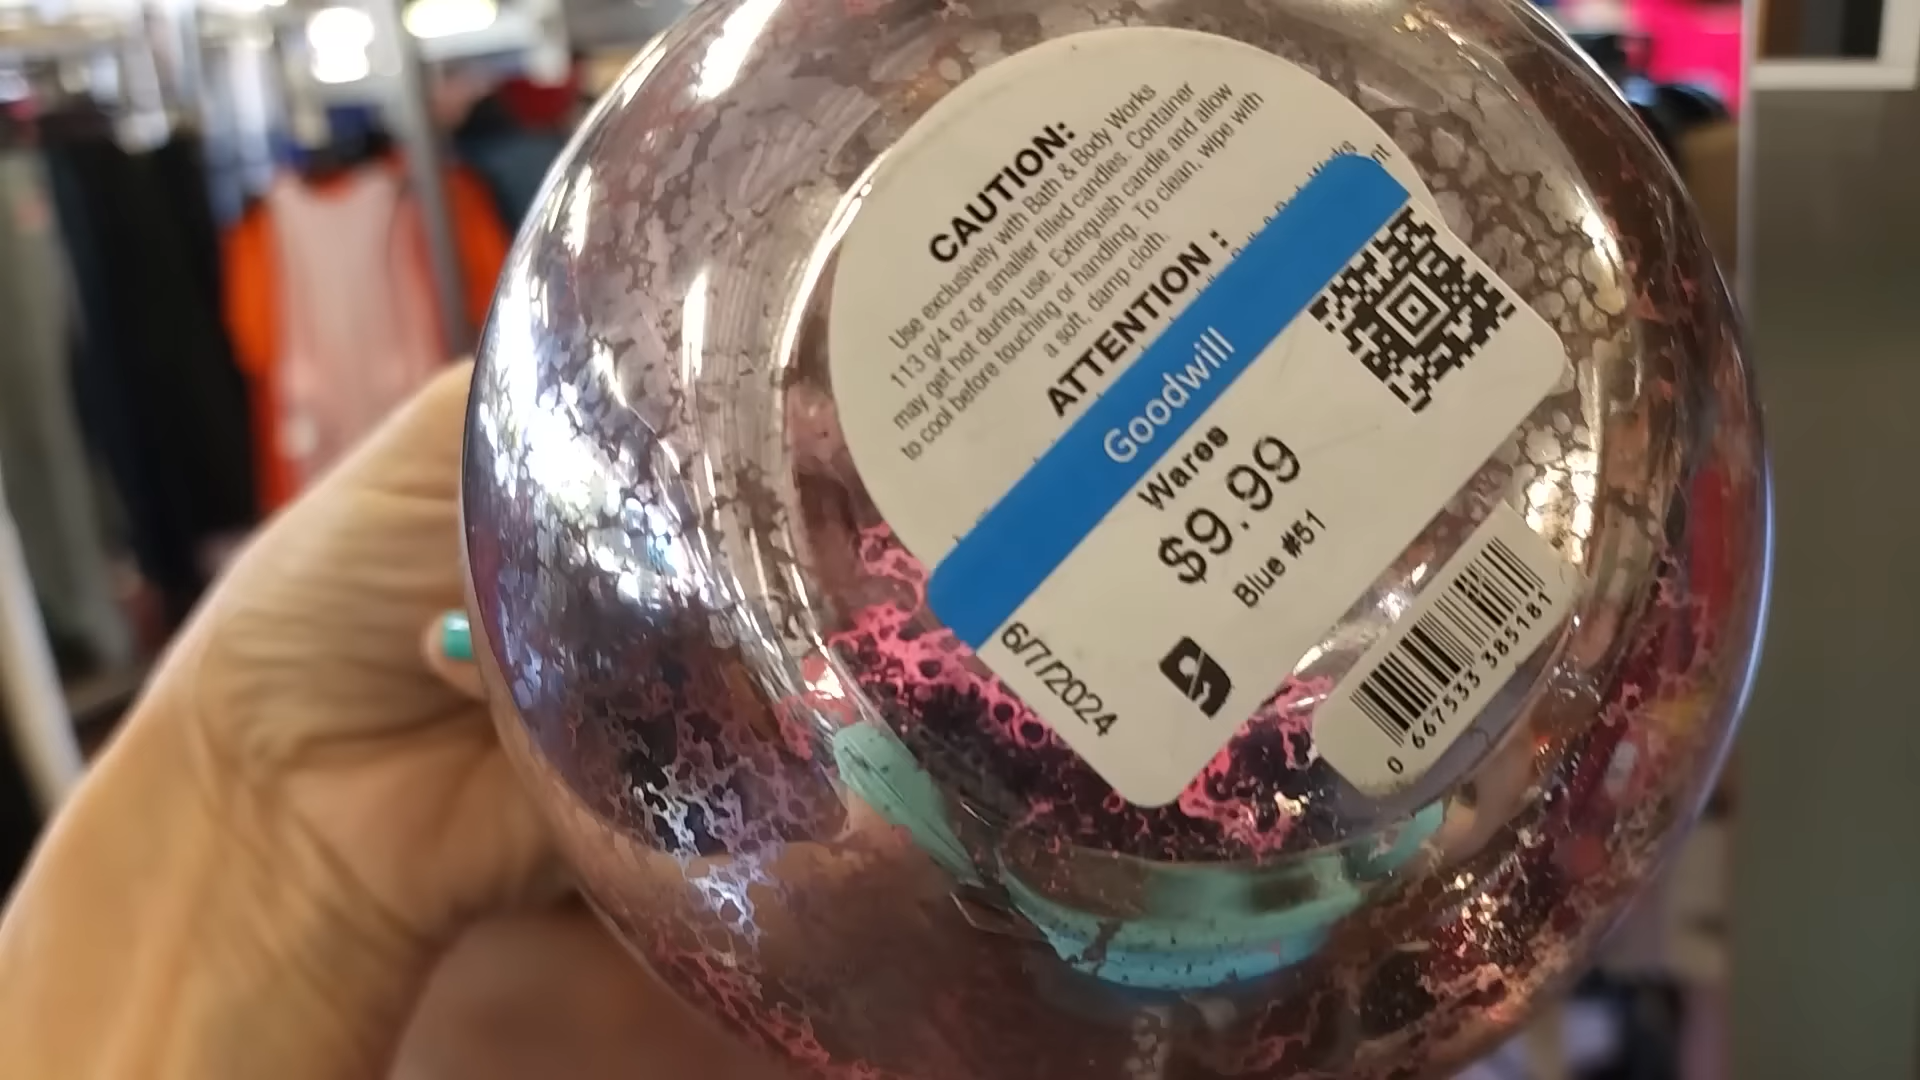 CAUTION:
Use exclusively with Bath & Body Works
113 g/4 oz or smaller filled candles. Container
may get hot during use. Extinguish candle and allow
to cool before touching or handling. To clean, wipe with
a soft, damp cloth.
ATTENTION :
Goodwill
Wares
$9.99
Blue #51
6/7/2024
0 667533 385181